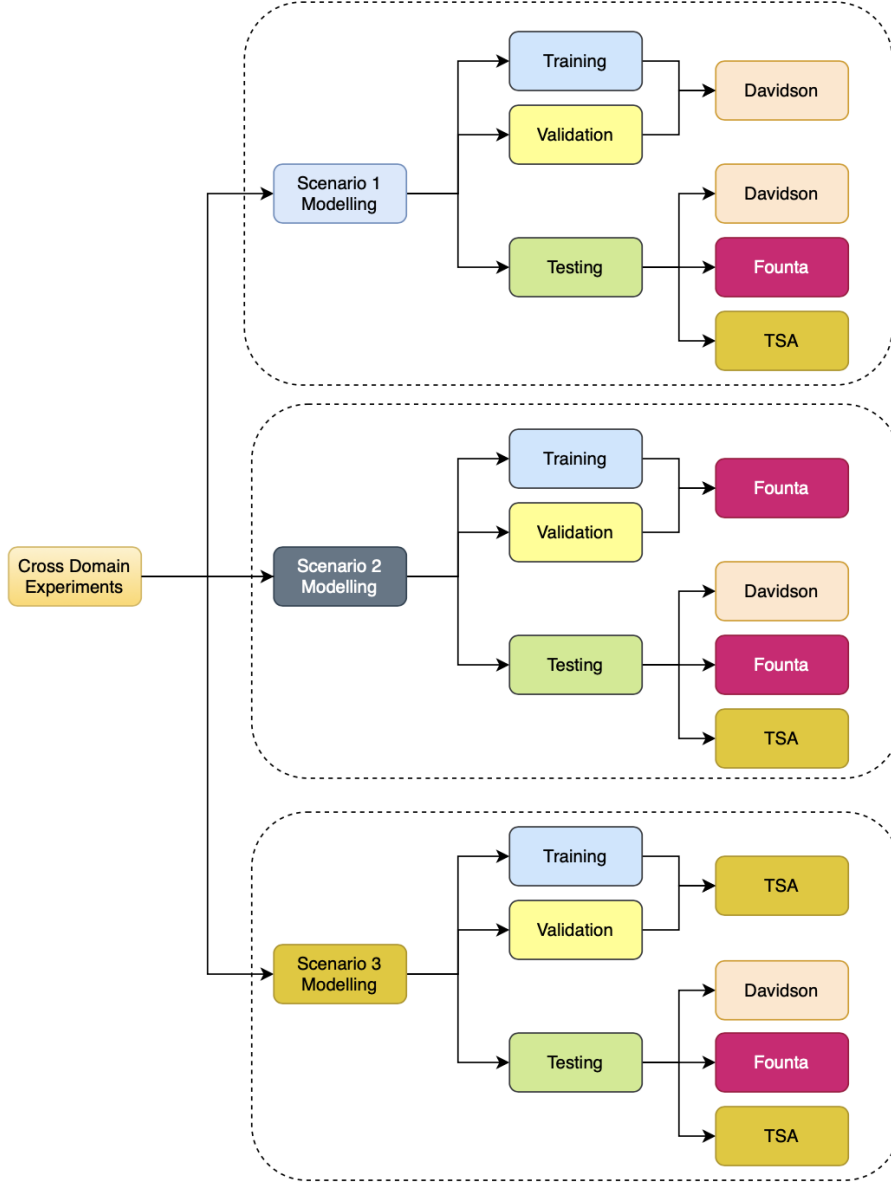 Training
Davidson
Validation
Scenario 1
Modelling
Davidson
Testing
Founta
TSA
Training
Founta
Validation
Cross Domain
Experiments
Scenario 2
Modelling
Davidson
Testing
Founta
TSA
Training
TSA
Validation
Scenario 3
Modelling
Davidson
Testing
Founta
TSA